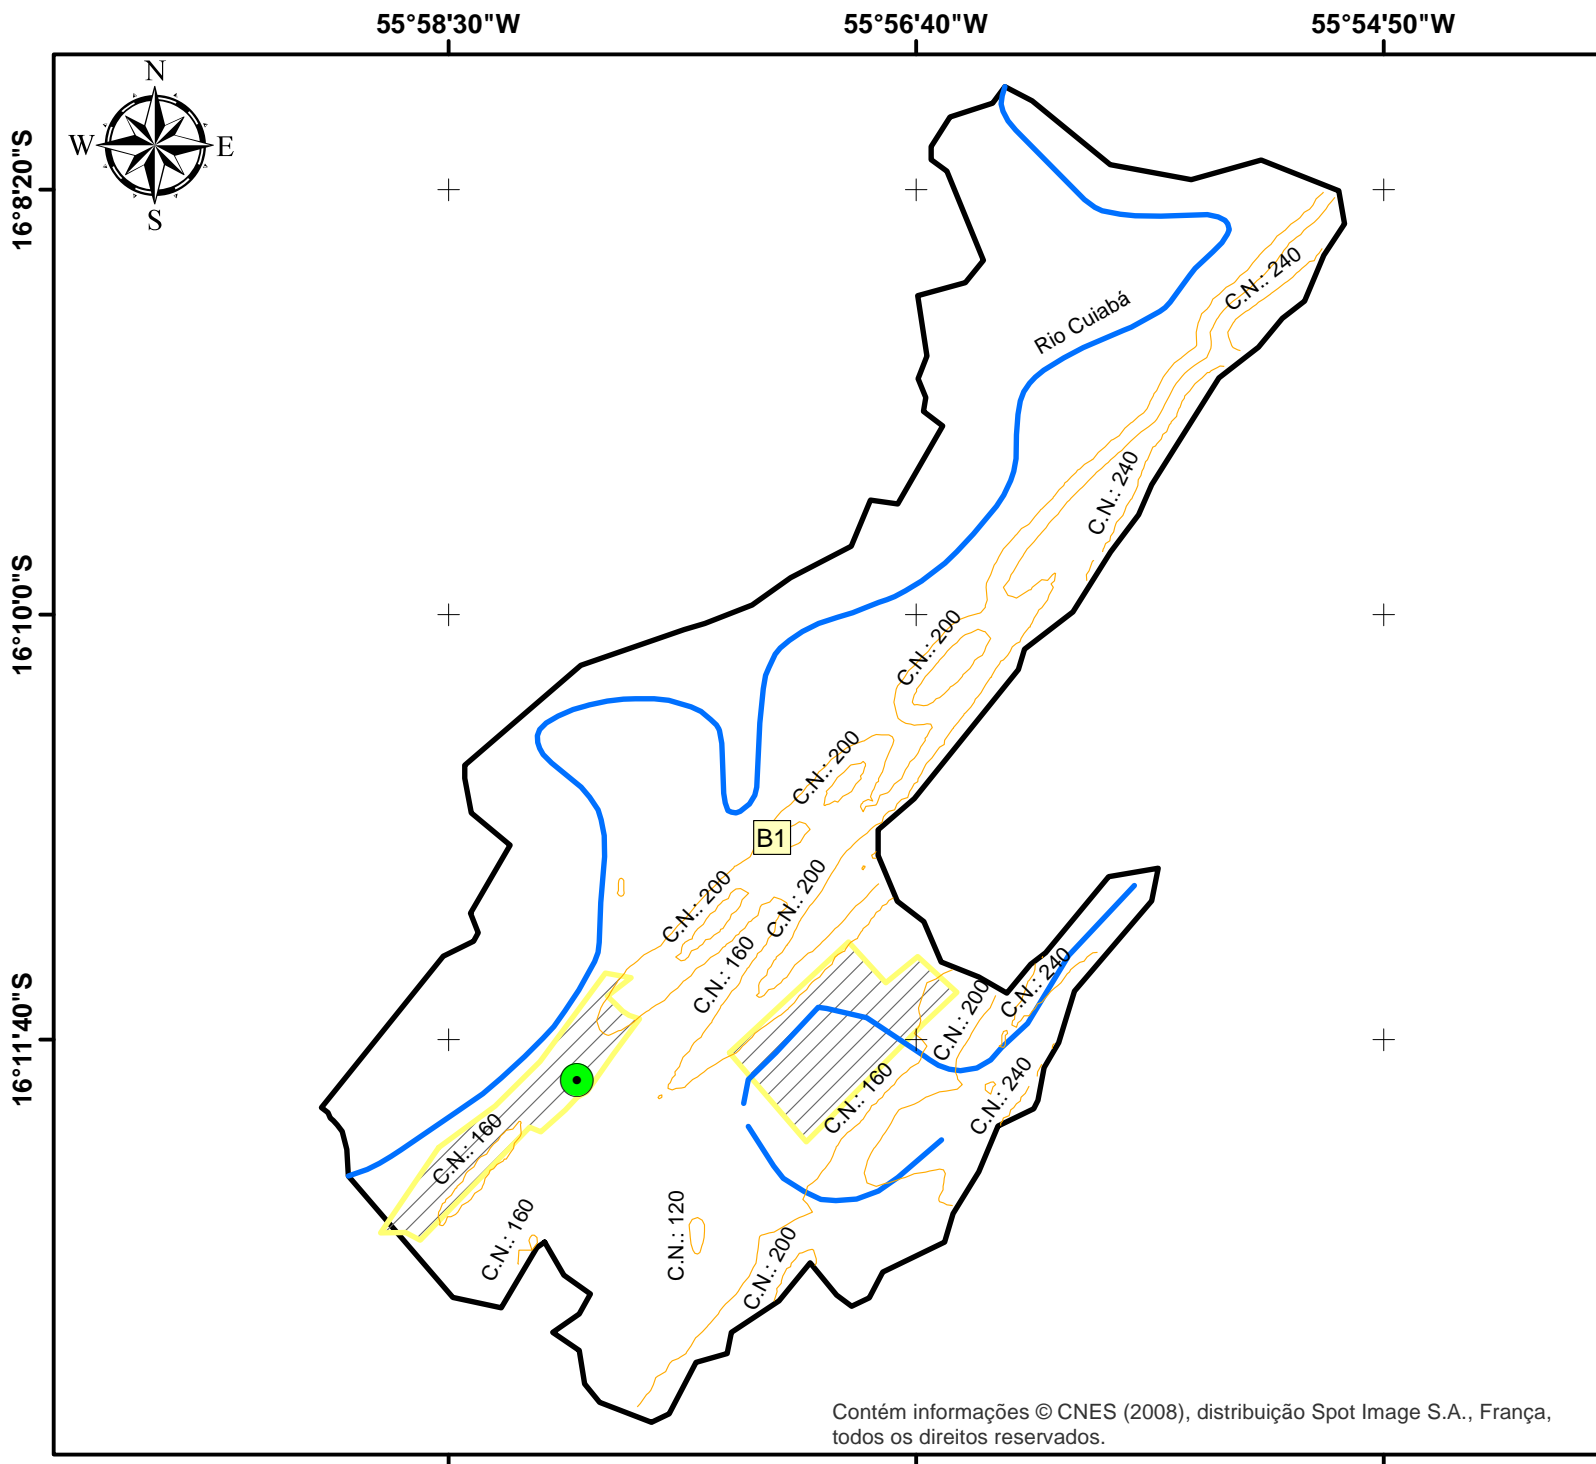 55°58'30"W
55°56'40"W
55°54'50"W
N
W
E
S
16°8'20"S
C.N.: 240
Rio Cuiabá
C.N.: 240
16°10'0"S
C.N.: 200
C.N.: 200
B1
C.N.: 200
C.N.: 200
C.N.: 160
C.N.: 240
C.N.: 200
16°11'40"S
C.N.: 160
C.N.: 240
C.N.: 160
C.N.: 160
C.N.: 120
C.N.: 200
Contém informações © CNES (2008), distribuição Spot Image S.A., França,
todos os direitos reservados.